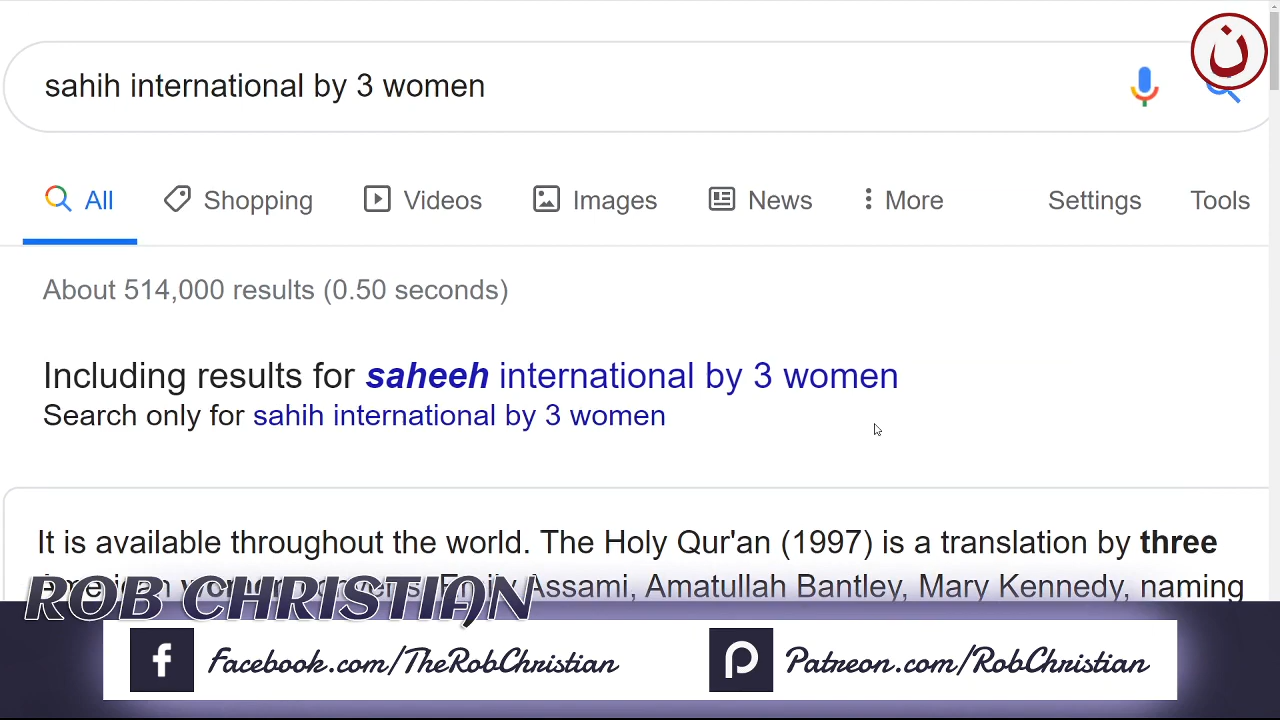 sahih international by 3 women
ن
All Shopping Videos Images News More Settings Tools
About 514,000 results (0.50 seconds)
Including results for saheeh international by 3 women
Search only for sahih international by 3 women
It is available throughout the world. The Holy Qur'an (1997) is a translation by three
Assami, Amatullah Bantley, Mary Kennedy, naming
ROB CHRISTIAN
Facebook.com/TheRobChristian
Patreon.com/RobChristian